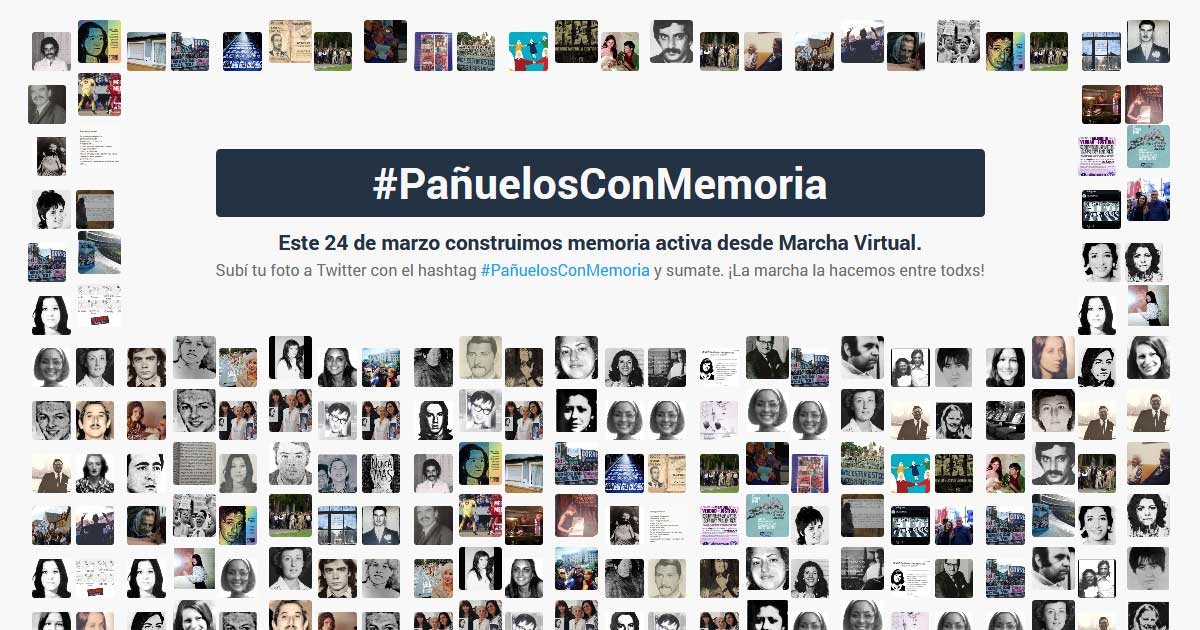 #PañuelosConMemoria
Este 24 de marzo construimos memoria activa desde Marcha Virtual.
Subí tu foto a Twitter con el hashtag #PañuelosConMemoria y sumate. ¡La marcha la hacemos entre todxs!